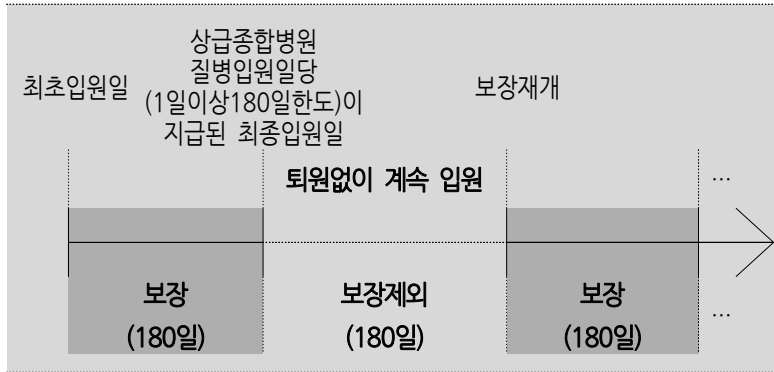 최초입원일
상급종합병원
질병입원일당
(1일이상180일한도)이
지급된 최종입원일
보장재개
퇴원없이 계속 입원
…
보장
(180일)
보장제외
(180일)
보장
(180일)
…